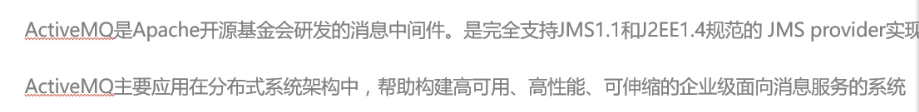 ActiveMQ是Apache开源基金会研发的消息中间件。是完全支持JMS1.1和J2EE1.4规范的 JMS provider实现
ActiveMQ主要应用在分布式系统架构中，帮助构建高可用、高性能、可伸缩的企业级面向消息服务的系统